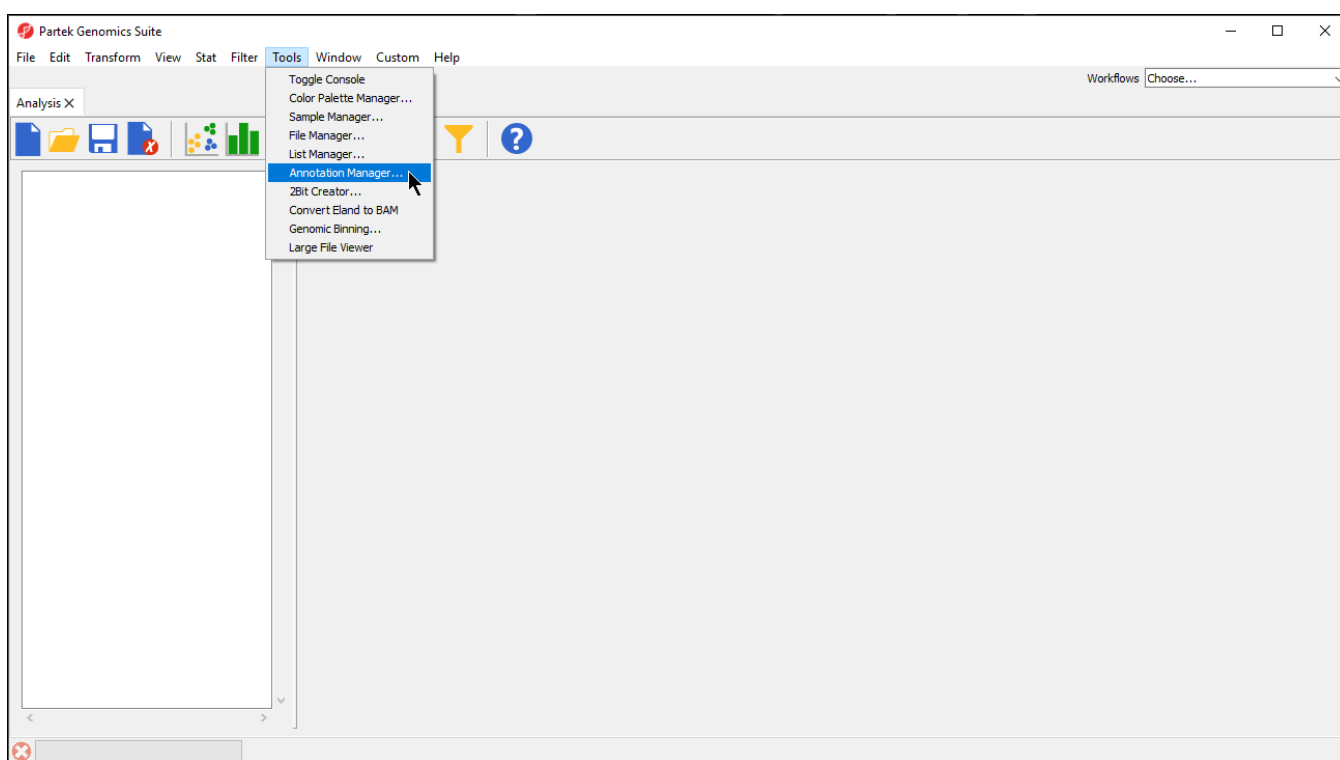 Partek Genomics Suite
File Edit Transform View Stat Filter Tools Window Custom Help
Toggle Console
Workflows Choose...
Color Palette Manager...
Analysis
Sample Manager...
File Manager...
?
List Manager...
Annotation Manager...
2Bit Creator...
Convert Eland to BAM
Genomic Binning...
Large File Viewer